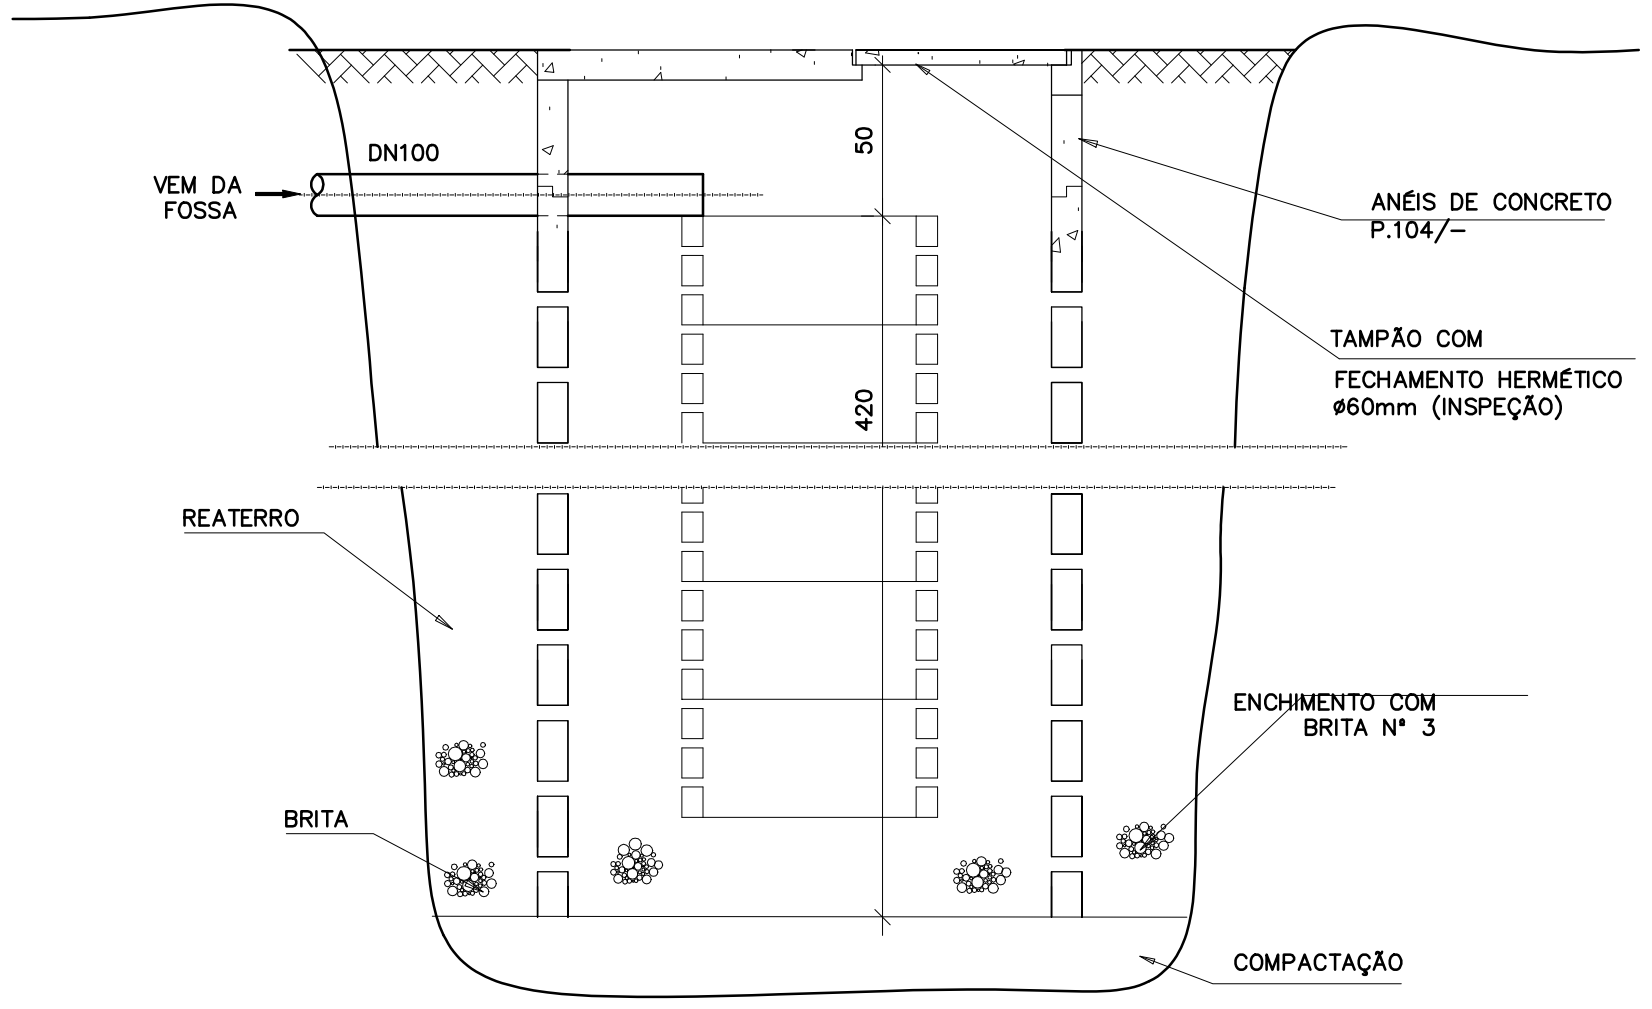 DN100
50
VEM DA
FOSSA
ANÉIS DE CONCRETO
P.104/-
TAMPÃO COM
FECHAMENTO HERMÉTICO
ø60mm (INSPEÇÃO)
420
REATERRO
ENCHIMENTO COM
BRITA Nº 3
BRITA
COMPACTAÇÃO